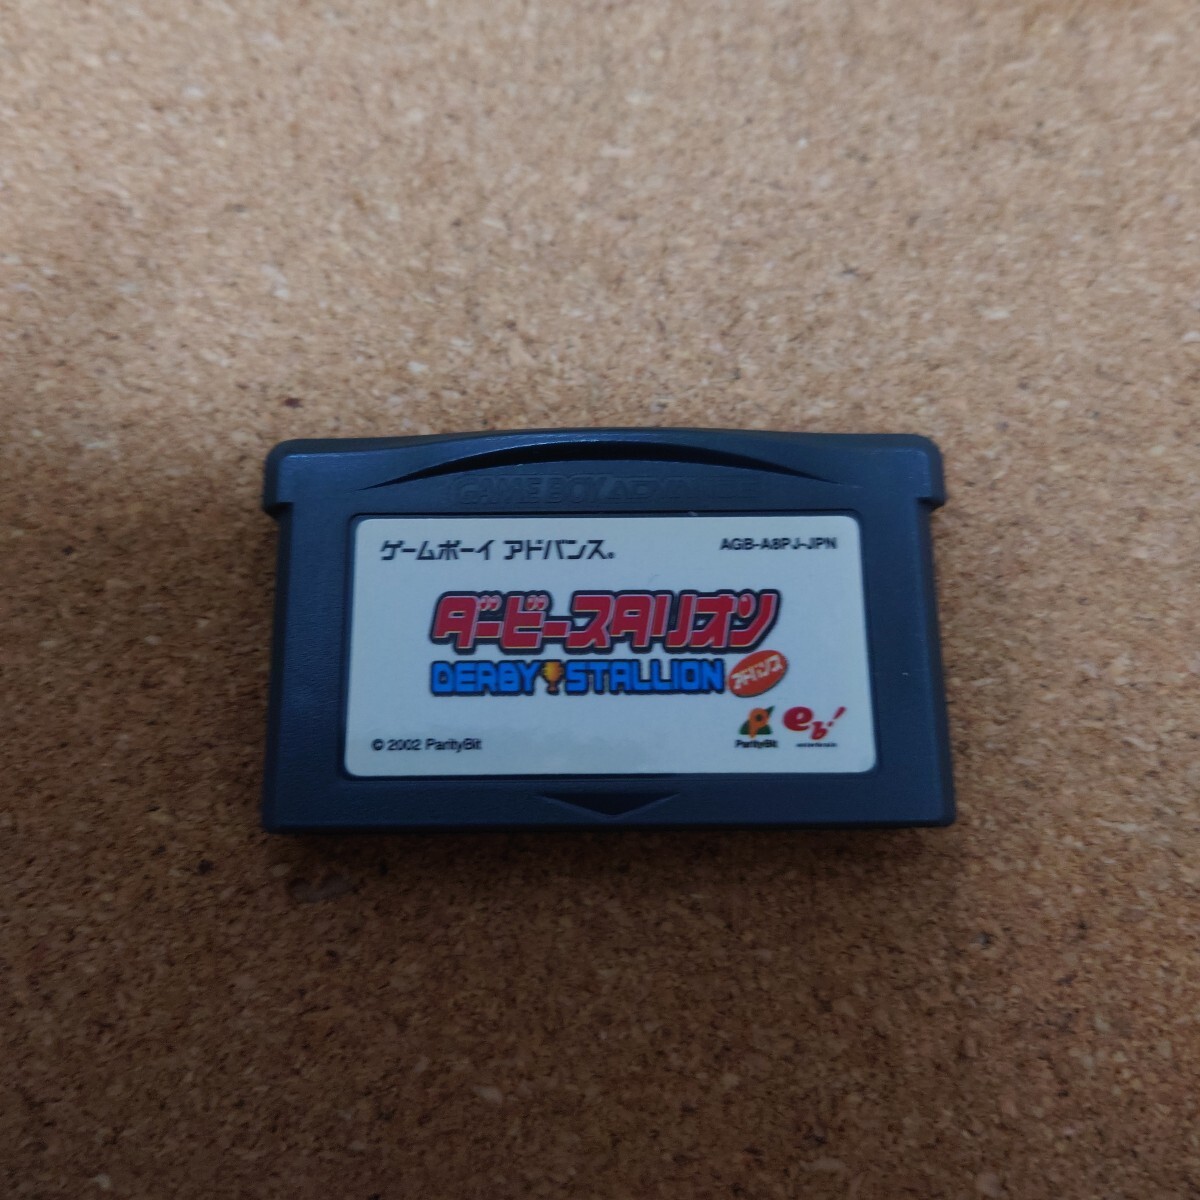 GAME BOY ADVANCE
ゲームボーイ アドバンス® AGB-A8PJ-JPN
ダービースタリオン
DERBY STALLION アドバンス
ParityBit eb!
© 2002 ParityBit